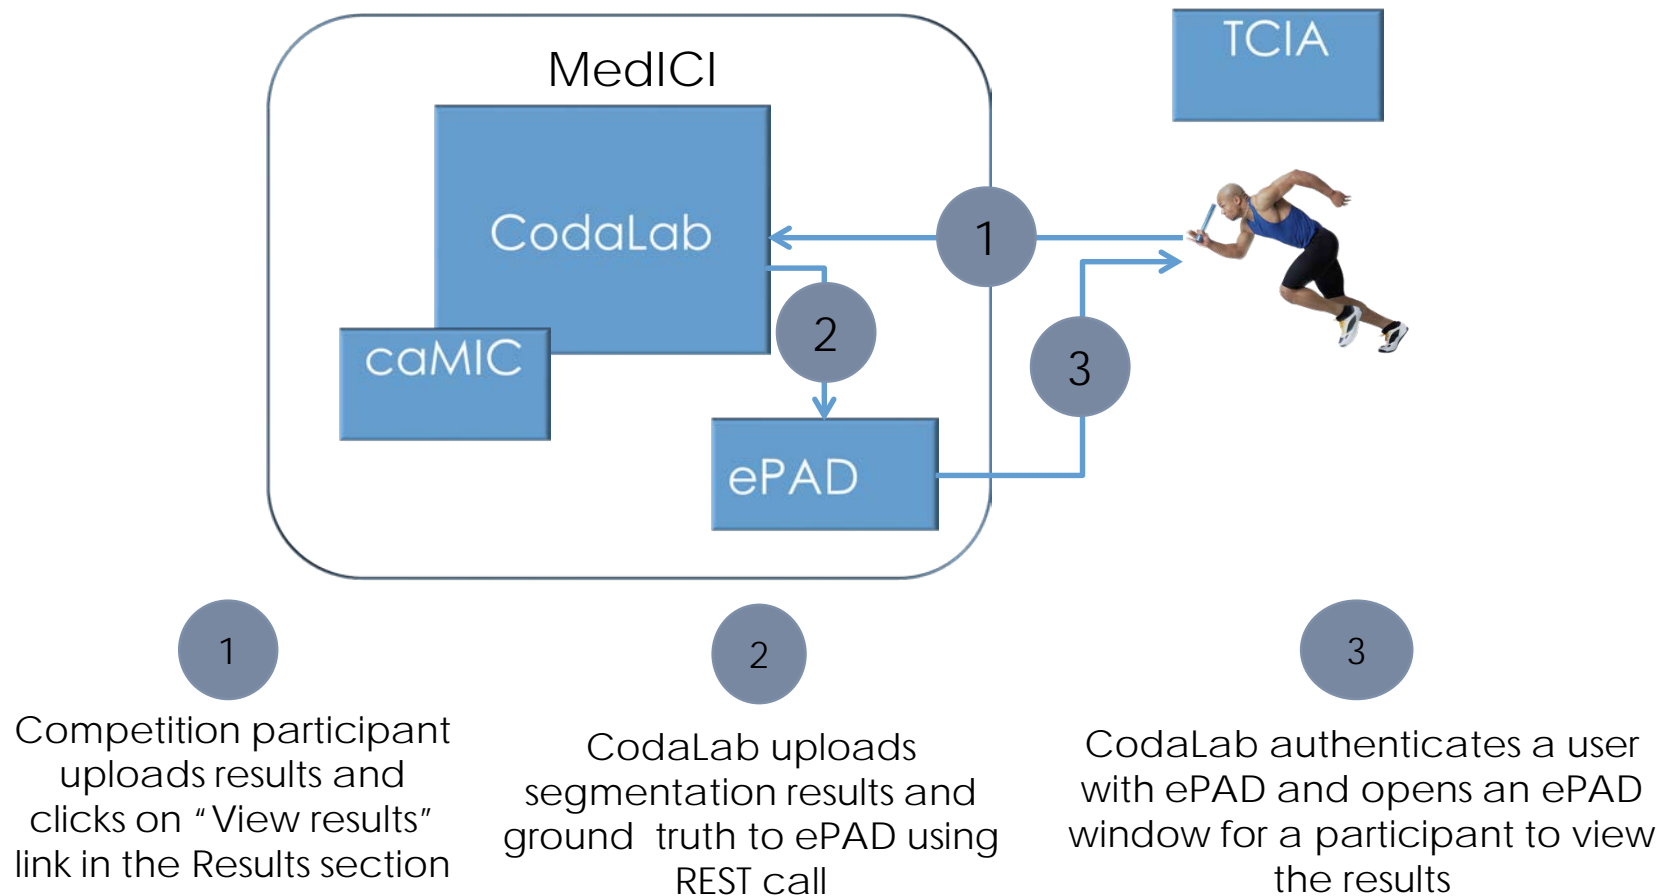 MedICI
TCIA
CodaLab
1
2
caMIC
3
ePAD
1
Competition participant
uploads results and
clicks on “View results”
link in the Results section
2
CodaLab uploads
segmentation results and
ground truth to ePAD using
REST call
3
CodaLab authenticates a user
with ePAD and opens an ePAD
window for a participant to view
the results